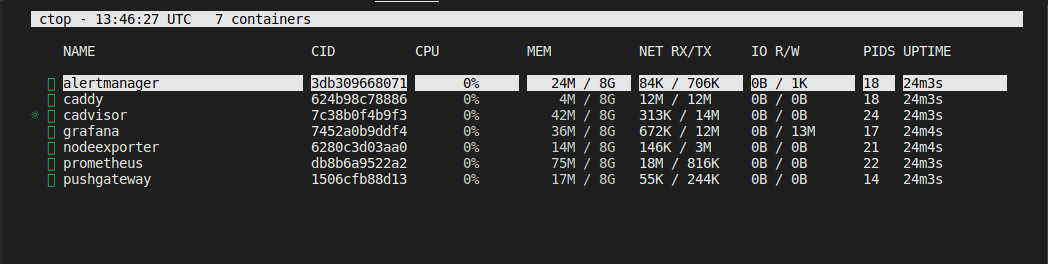 ctop - 13:46:27 UTC   7 containers
NAME CID CPU MEM NET RX/TX IO R/W PIDS UPTIME
alertmanager 3db309668071 0% 24M / 8G 84K / 706K 0B / 1K 18 24m3s
caddy 624b98c78886 0% 4M / 8G 12M / 12M 0B / 0B 18 24m3s
cadvisor 7c38b0f4b9f3 0% 42M / 8G 313K / 14M 0B / 0B 24 24m3s
grafana 7452a0b9ddf4 0% 36M / 8G 672K / 12M 0B / 13M 17 24m4s
nodeexporter 6280c3d03aa0 0% 14M / 8G 146K / 3M 0B / 0B 21 24m4s
prometheus db8b6a9522a2 0% 75M / 8G 18M / 816K 0B / 0B 22 24m3s
pushgateway 1506cfb88d13 0% 17M / 8G 55K / 244K 0B / 0B 14 24m3s